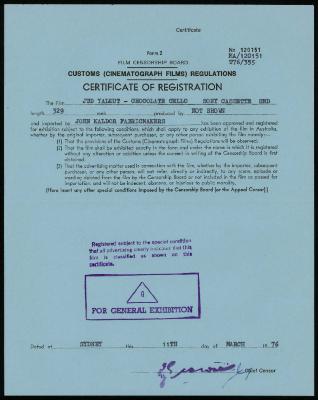 Certificate
Form 2
No 120151
FILM CENSORSHIP BOARD
MA/120151
W76/355
CUSTOMS (CINEMATOGRAPH FILMS) REGULATIONS
CERTIFICATE OF REGISTRATION
The Film JUD YALKUT - CHOCOLATE CELLO SONY CASSETTE SND
length 329 produced by NOT SHOWN
and imported by JOHN KALDOR FABRICMAKERS has been approved and registered
for exhibition subject to the following conditions, which shall apply to any exhibition of the film in Australia,
whether by the original importer, subsequent purchaser, or any other person exhibiting the film namely:—
(1) That the provisions of the Customs (Cinematograph Films) Regulations will be observed;
(2) That the film shall be exhibited exactly in the form and under the name in which it is registered
without any alteration or addition unless the consent in writing of the Censorship Board is first
obtained;
(3) That the advertising matter used in connection with the film, whether by the importer, subsequent
purchaser, or any other person, will not refer, directly or indirectly, to any scene, episode or
wording deleted from the film by the Censorship Board or not included in the film as passed for
importation, and will not be indecent, obscene, or injurious to public morality.
[Here insert any other special conditions imposed by the Censorship Board (or the Appeal Censor)]
Registered subject to the special condition
that all advertising clearly indicate that this
film is classified as shown on this
certificate.
G
FOR GENERAL EXHIBITION
Dated at SYDNEY this 11TH day of MARCH 19 76
Chief Censor